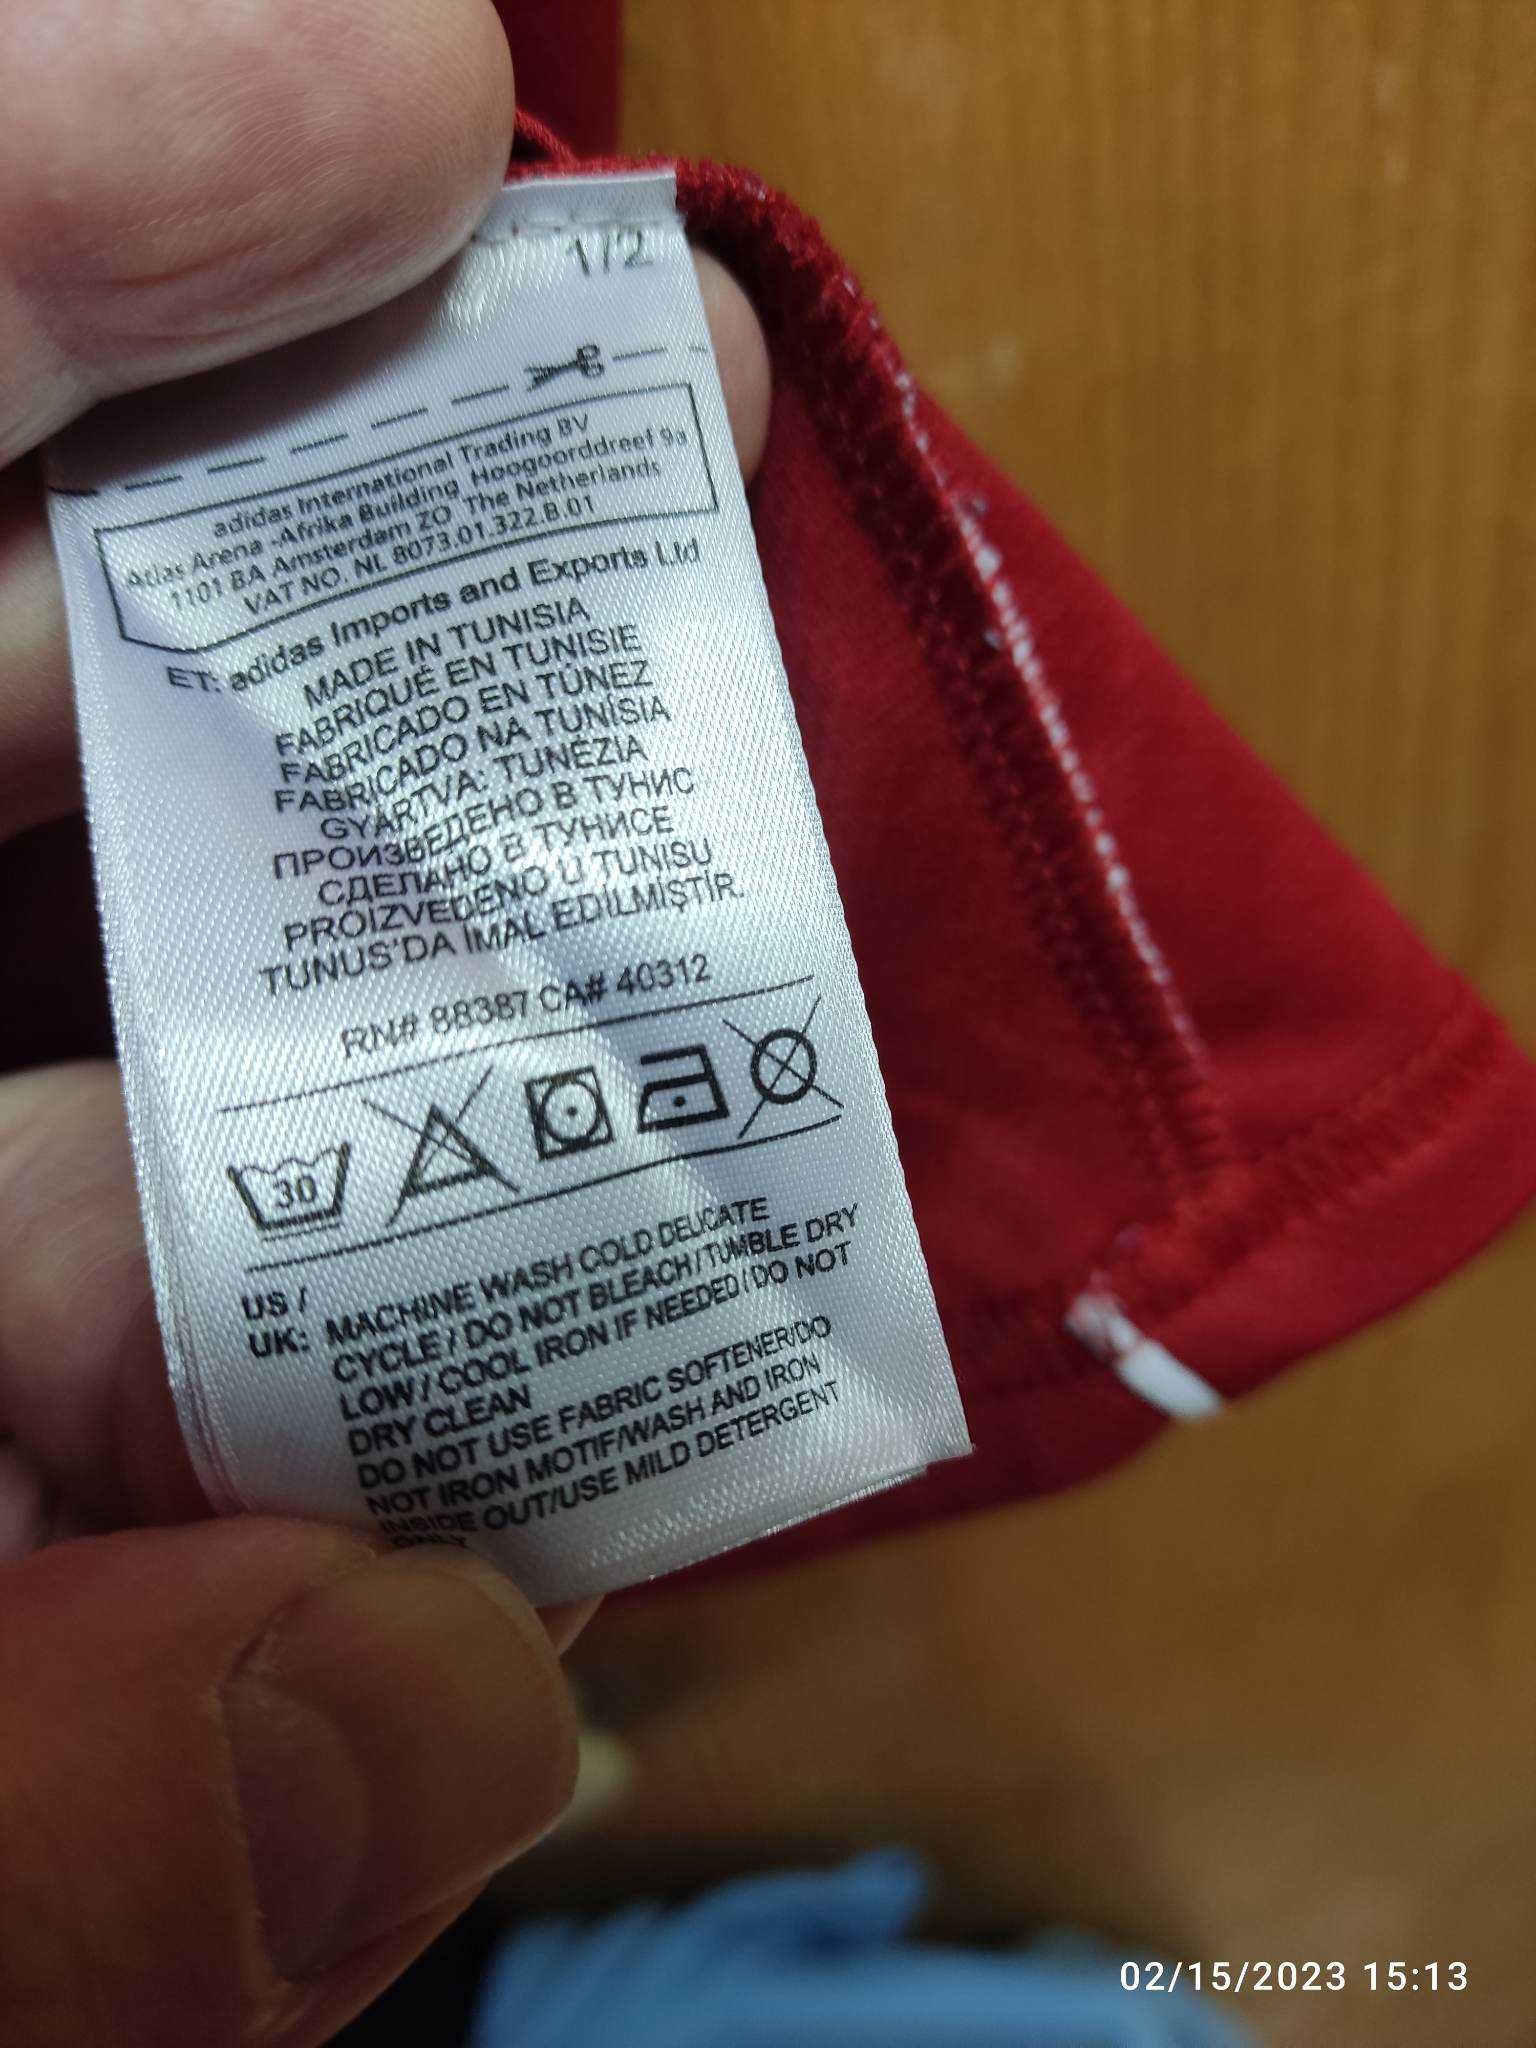 1/2
adidas International Trading BV
Atlas Arena -Afrika Building Hoogoorddreef 9a
1101 BA Amsterdam ZO The Netherlands
VAT NO. NL 8073.01.322.B.01
ET: adidas Imports and Exports Ltd
MADE IN TUNISIA
FABRIQUÉ EN TUNISIE
FABRICADO EN TÚNEZ
FABRICADO NA TUNÍSIA
GYÁRTVA: TUNÉZIA
ПРОИЗВЕДЕНО В ТУНИС
СДЕЛАНО В ТУНИСЕ
PROIZVEDENO U TUNISU
TUNUS'DA İMAL EDİLMİŞTİR.
RN# 88387 CA# 40312
30
US / UK: MACHINE WASH COLD DELICATE
CYCLE / DO NOT BLEACH / TUMBLE DRY
LOW / COOL IRON IF NEEDED / DO NOT
DRY CLEAN
DO NOT USE FABRIC SOFTENER/DO
NOT IRON MOTIF/WASH AND IRON
INSIDE OUT/USE MILD DETERGENT
ONLY
02/15/2023 15:13